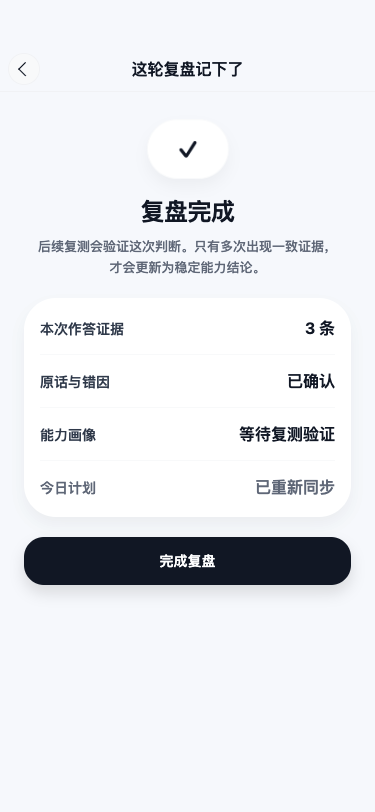 这轮复盘记下了
复盘完成
后续复测会验证这次判断。只有多次出现一致证据，
才会更新为稳定能力结论。
本次作答证据 3 条
原话与错因 已确认
能力画像 等待复测验证
今日计划 已重新同步
完成复盘